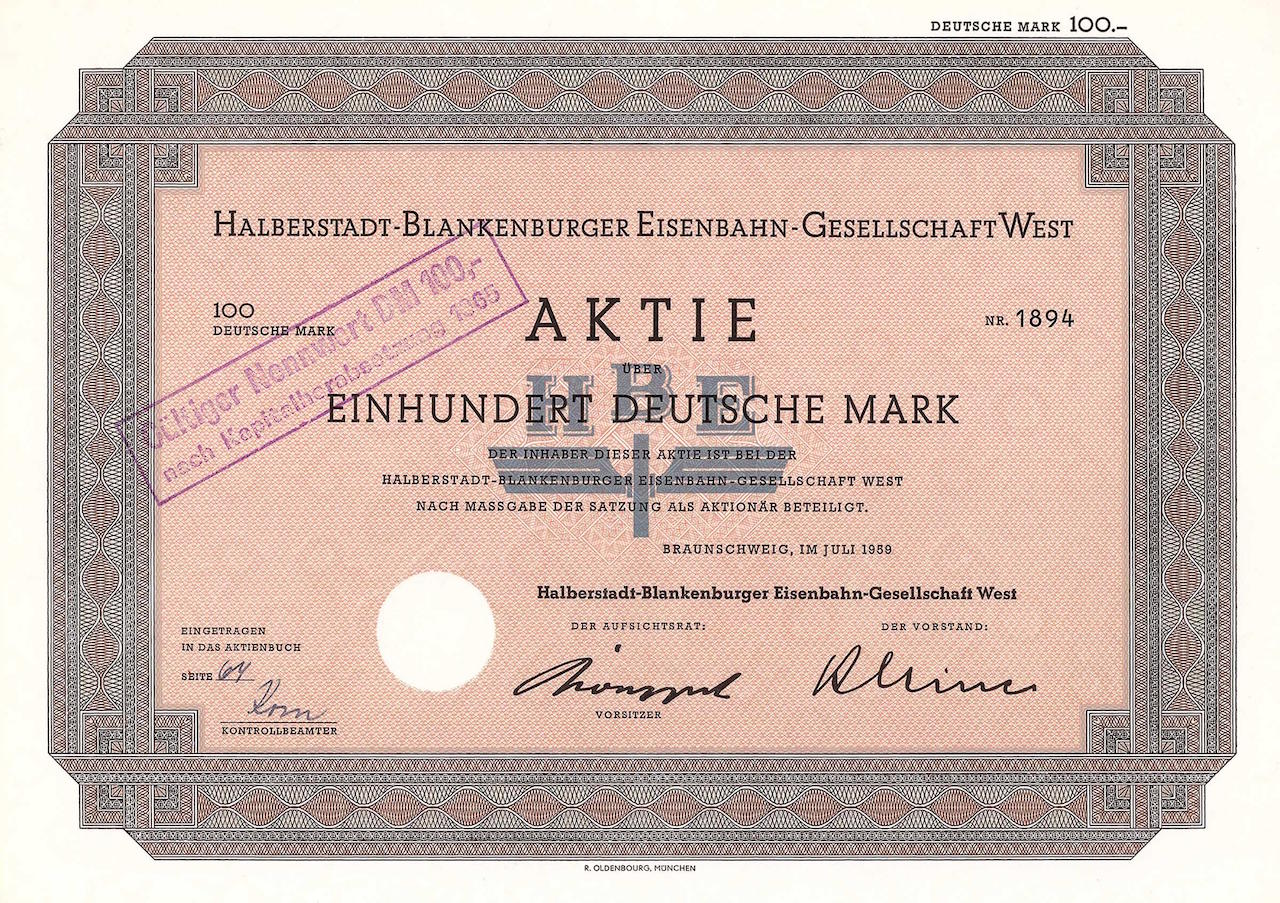 DEUTSCHE MARK 100.–
HALBERSTADT-BLANKENBURGER EISENBAHN-GESELLSCHAFT WEST
Gültiger Nennwert DM 100,-
nach Kapitalherabsetzung 1965
100
DEUTSCHE MARK
AKTIE
NR. 1894
ÜBER
HBE
EINHUNDERT DEUTSCHE MARK
DER INHABER DIESER AKTIE IST BEI DER
HALBERSTADT-BLANKENBURGER EISENBAHN-GESELLSCHAFT WEST
NACH MASSGABE DER SATZUNG ALS AKTIONÄR BETEILIGT.
BRAUNSCHWEIG, IM JULI 1959
Halberstadt-Blankenburger Eisenbahn-Gesellschaft West
DER AUFSICHTSRAT:
DER VORSTAND:
EINGETRAGEN
IN DAS AKTIENBUCH
SEITE 64
Korn
VORSITZER
KONTROLLBEAMTER
R. OLDENBOURG, MÜNCHEN